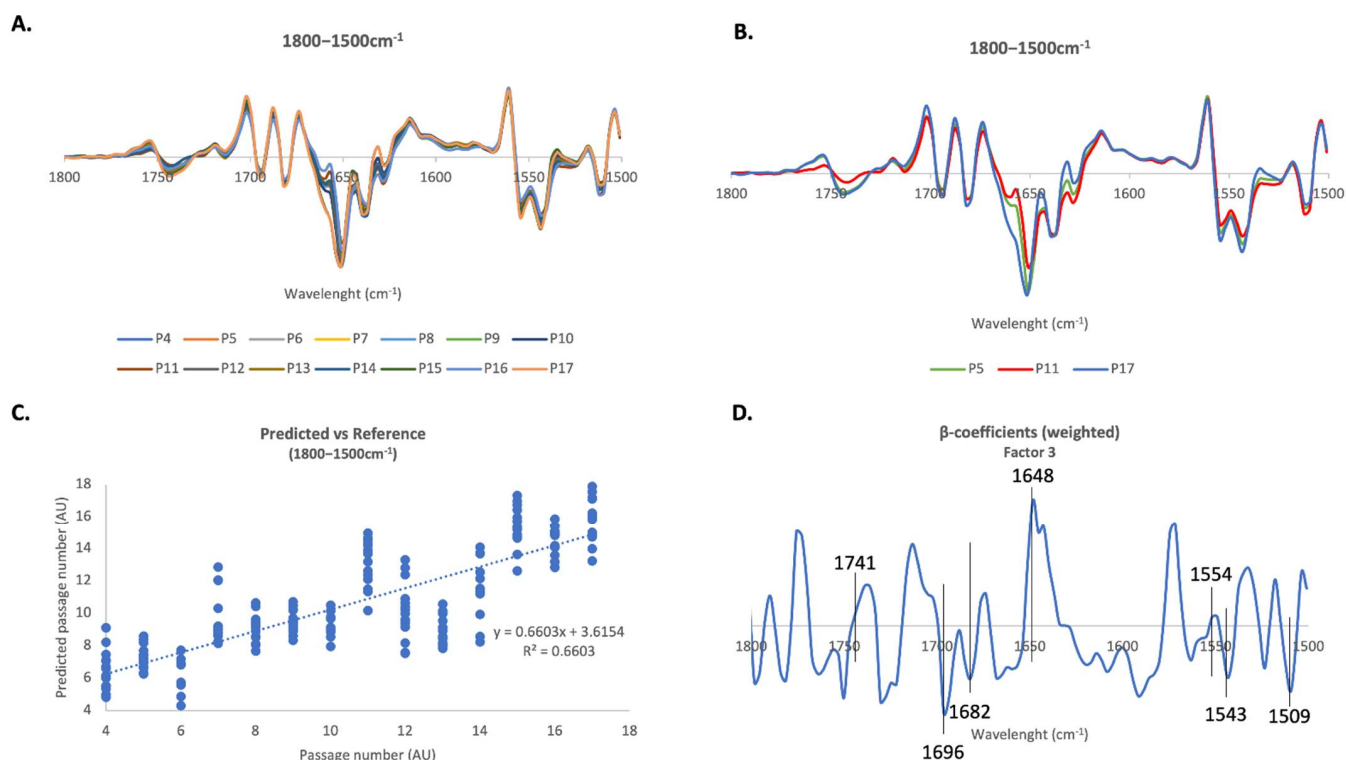 A.
1800−1500cm⁻¹
1800
1750
1700
1650
1600
1550
1500
Wavelenght (cm⁻¹)
P4 P5 P6 P7 P8 P9 P10
P11 P12 P13 P14 P15 P16 P17
B.
1800−1500cm⁻¹
1800
1750
1700
1650
1600
1550
1500
Wavelenght (cm⁻¹)
P5 P11 P17
C.
Predicted vs Reference
(1800−1500cm⁻¹)
Predicted passage number (AU)
18
16
14
12
10
8
6
4
y = 0.6603x + 3.6154
R² = 0.6603
4 6 8 10 12 14 16 18
Passage number (AU)
D.
β-coefficients (weighted)
Factor 3
1648
1741
1554
1800 1750 1700 1650 1600 1550 1500
1682
1543
1509
1696
Wavelenght (cm⁻¹)